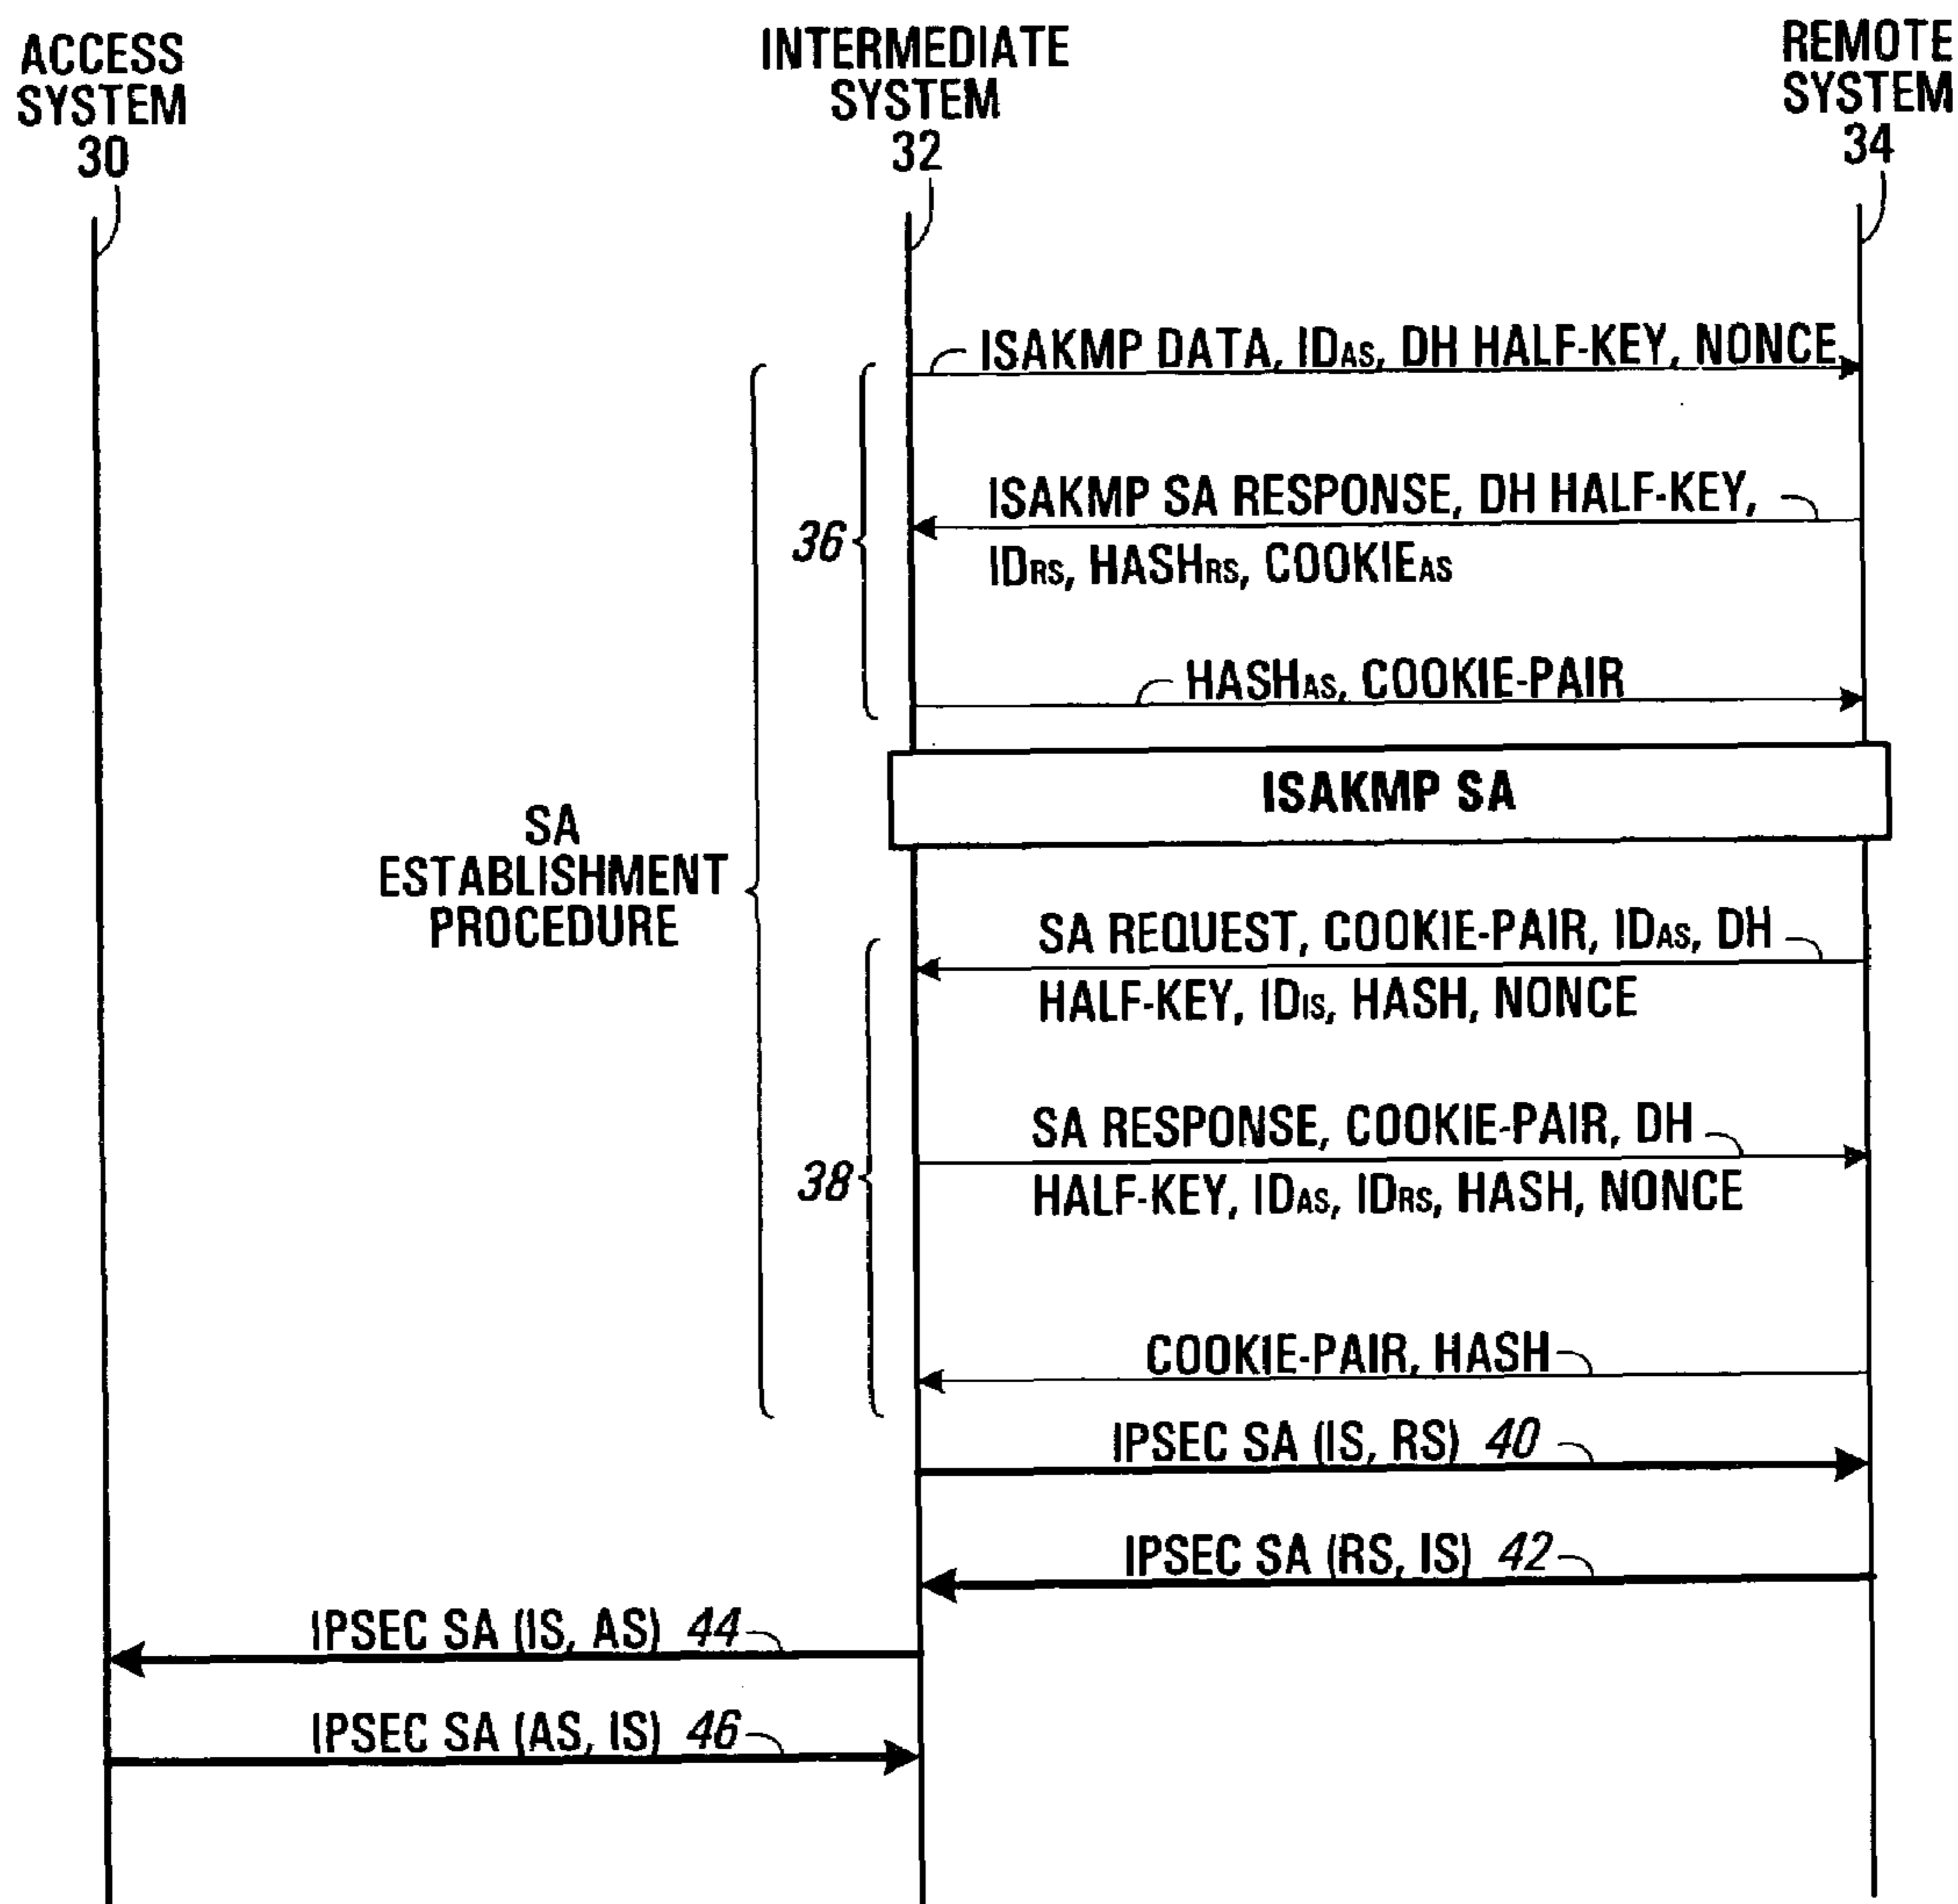 ACCESS
SYSTEM
30
INTERMEDIATE
SYSTEM
32
REMOTE
SYSTEM
34
ISAKMP DATA, IDAS, DH HALF-KEY, NONCE
ISAKMP SA RESPONSE, DH HALF-KEY,
IDRS, HASHRS, COOKIEAS
36
HASHAS, COOKIE-PAIR
ISAKMP SA
SA
ESTABLISHMENT
PROCEDURE
SA REQUEST, COOKIE-PAIR, IDAS, DH
HALF-KEY, IDIS, HASH, NONCE
38
SA RESPONSE, COOKIE-PAIR, DH
HALF-KEY, IDAS, IDRS, HASH, NONCE
COOKIE-PAIR, HASH
IPSEC SA (IS, RS) 40
IPSEC SA (RS, IS) 42
IPSEC SA (IS, AS) 44
IPSEC SA (AS, IS) 46